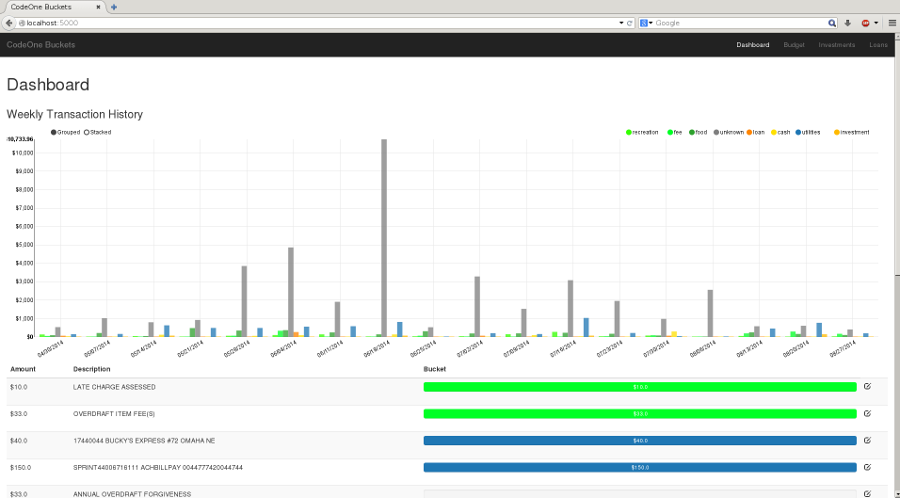 CodeOne Buckets
localhost:5000
Google
CodeOne Buckets
Dashboard Budget Investments Loans
Dashboard
Weekly Transaction History
Grouped Stacked
recreation fee food unknown loan cash utilities investment
10,733.96
$10,000
$9,000
$8,000
$7,000
$6,000
$5,000
$4,000
$3,000
$2,000
$1,000
$0
04/30/2014 05/07/2014 05/14/2014 05/21/2014 05/28/2014 06/04/2014 06/11/2014 06/18/2014 06/25/2014 07/02/2014 07/09/2014 07/16/2014 07/23/2014 07/30/2014 08/13/2014 08/20/2014 08/27/2014
Amount Description Bucket
$10.0 LATE CHARGE ASSESSED $10.0
$33.0 OVERDRAFT ITEM FEE(S) $33.0
$40.0 17440044 BUCKY'S EXPRESS #72 OMAHA NE $40.0
$150.0 SPRINT44006716111 ACHBILLPAY 0044777420044744 $150.0
$33.0 ANNUAL OVERDRAFT FORGIVENESS